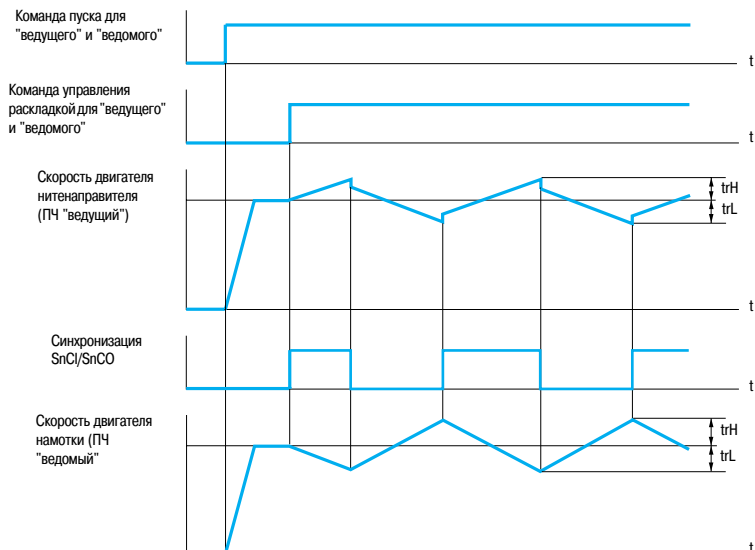 Команда пуска для
"ведущего" и "ведомого"
t
Команда управления
раскладкой для "ведущего"
и "ведомого"
t
Скорость двигателя
нитенаправителя
(ПЧ "ведущий")
trH
trL
t
Синхронизация
SnCI/SnCO
t
Скорость двигателя
намотки (ПЧ
"ведомый"
trH
trL
t